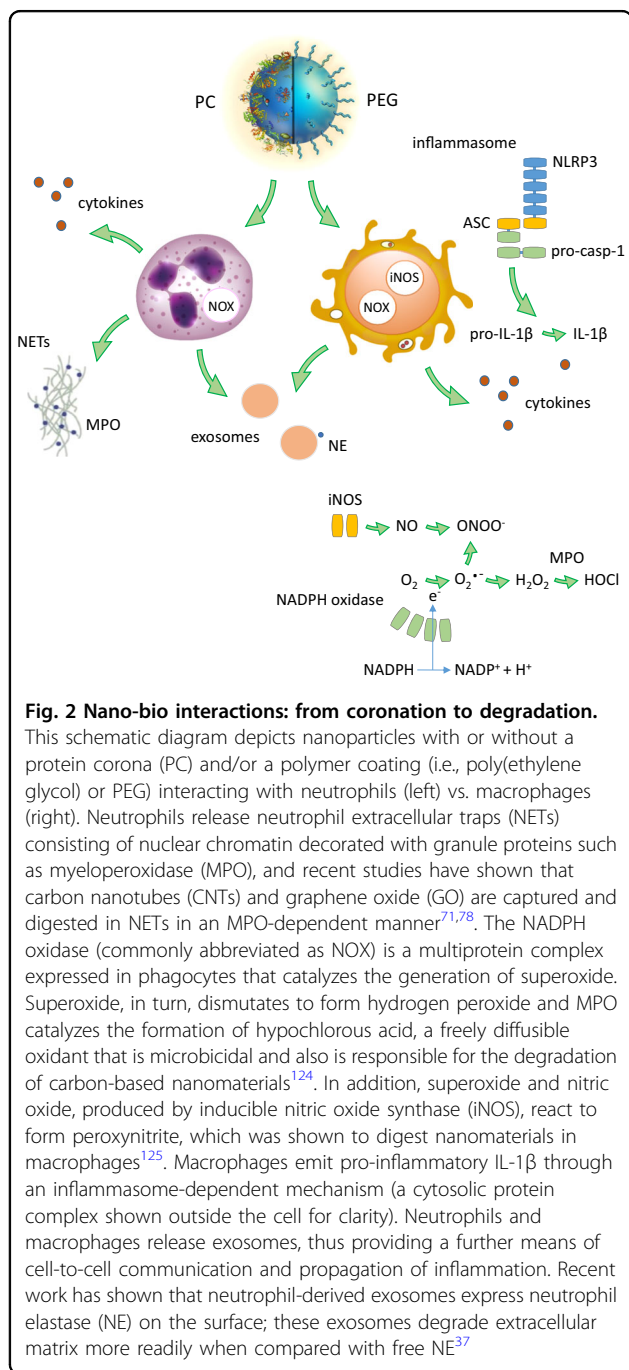 PC
PEG
inflammasome
NLRP3
cytokines
ASC
pro-casp-1
NOX
iNOS
NOX
NETs
pro-IL-1β
IL-1β
MPO
cytokines
exosomes
NE
iNOS
NO
ONOO⁻
MPO
O₂
O₂•⁻
H₂O₂
HOCl
e⁻
NADPH oxidase
NADPH
NADP⁺ + H⁺
Fig. 2 Nano-bio interactions: from coronation to degradation.
This schematic diagram depicts nanoparticles with or without a
protein corona (PC) and/or a polymer coating (i.e., poly(ethylene
glycol) or PEG) interacting with neutrophils (left) vs. macrophages
(right). Neutrophils release neutrophil extracellular traps (NETs)
consisting of nuclear chromatin decorated with granule proteins such
as myeloperoxidase (MPO), and recent studies have shown that
carbon nanotubes (CNTs) and graphene oxide (GO) are captured and
digested in NETs in an MPO-dependent manner71,78. The NADPH
oxidase (commonly abbreviated as NOX) is a multiprotein complex
expressed in phagocytes that catalyzes the generation of superoxide.
Superoxide, in turn, dismutates to form hydrogen peroxide and MPO
catalyzes the formation of hypochlorous acid, a freely diffusible
oxidant that is microbicidal and also is responsible for the degradation
of carbon-based nanomaterials124. In addition, superoxide and nitric
oxide, produced by inducible nitric oxide synthase (iNOS), react to
form peroxynitrite, which was shown to digest nanomaterials in
macrophages125. Macrophages emit pro-inflammatory IL-1β through
an inflammasome-dependent mechanism (a cytosolic protein
complex shown outside the cell for clarity). Neutrophils and
macrophages release exosomes, thus providing a further means of
cell-to-cell communication and propagation of inflammation. Recent
work has shown that neutrophil-derived exosomes express neutrophil
elastase (NE) on the surface; these exosomes degrade extracellular
matrix more readily when compared with free NE37